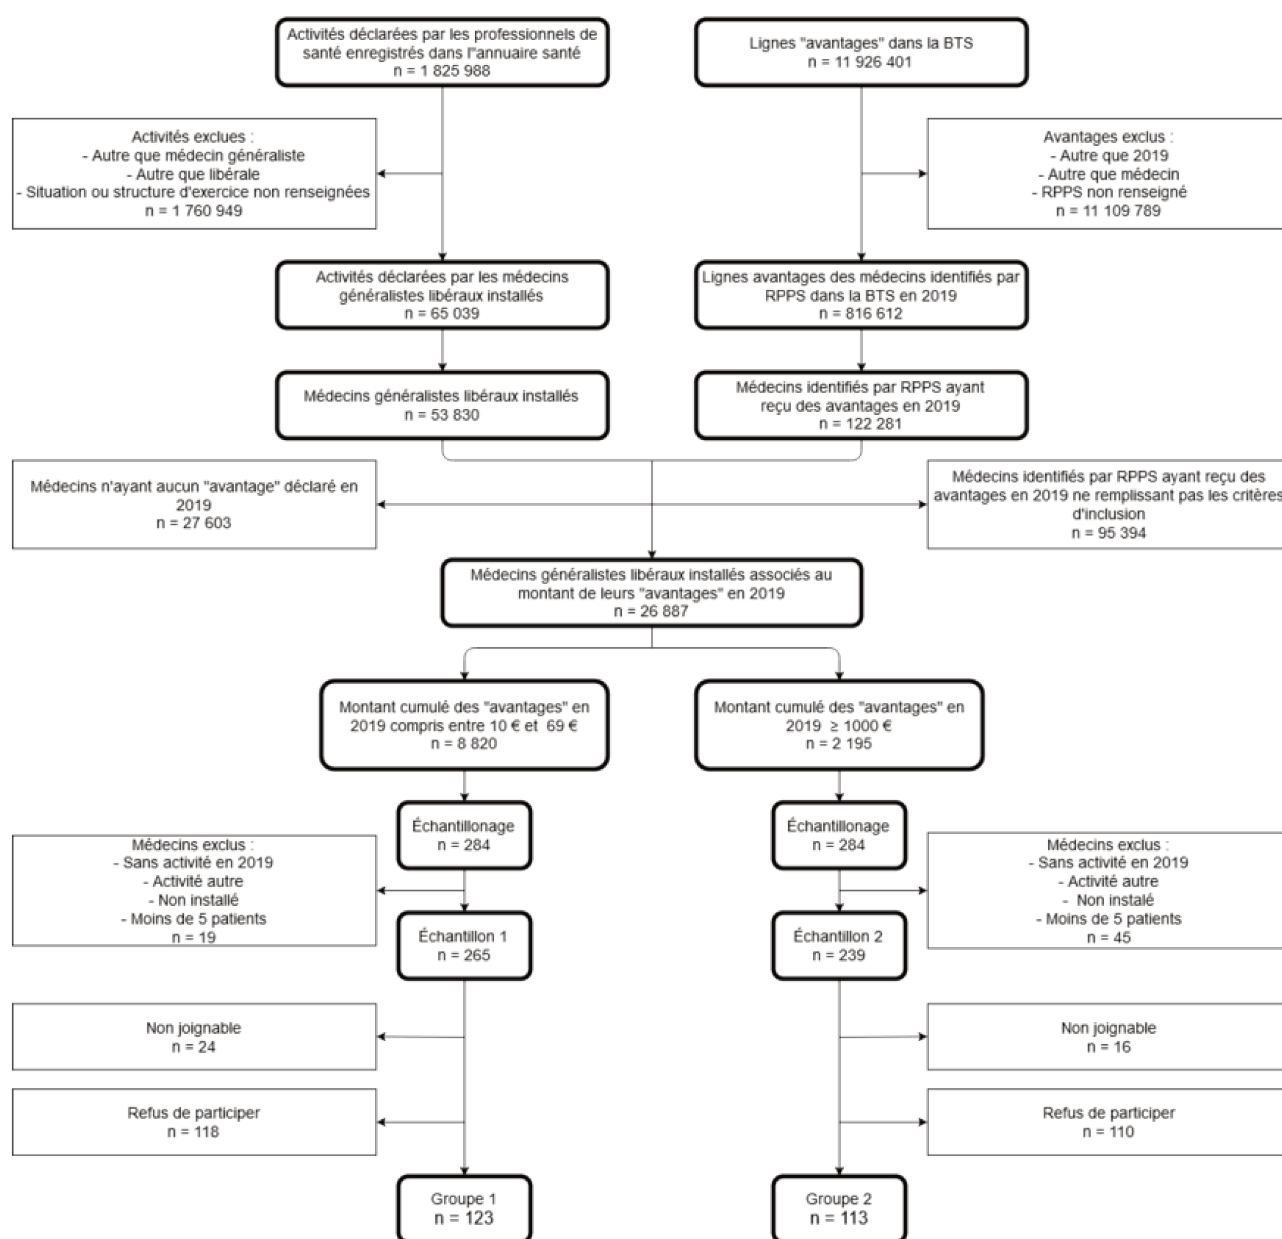 Activités déclarées par les professionnels de
santé enregistrés dans l"annuaire santé
n = 1 825 988
Lignes "avantages" dans la BTS
n = 11 926 401
Activités exclues :
- Autre que médecin généraliste
- Autre que libérale
- Situation ou structure d'exercice non renseignées
n = 1 760 949
Avantages exclus :
- Autre que 2019
- Autre que médecin
- RPPS non renseigné
n = 11 109 789
Activités déclarées par les médecins
généralistes libéraux installés
n = 65 039
Lignes avantages des médecins identifiés par
RPPS dans la BTS en 2019
n = 816 612
Médecins généralistes libéraux installés
n = 53 830
Médecins identifiés par RPPS ayant
reçu des avantages en 2019
n = 122 281
Médecins n'ayant aucun "avantage" déclaré en
2019
n = 27 603
Médecins identifiés par RPPS ayant reçu des
avantages en 2019 ne remplissant pas les critères
d'inclusion
n = 95 394
Médecins généralistes libéraux installés associés au
montant de leurs "avantages" en 2019
n = 26 887
Montant cumulé des "avantages" en
2019 compris entre 10 € et 69 €
n = 8 820
Montant cumulé des "avantages" en
2019 ≥ 1000 €
n = 2 195
Échantillonage
n = 284
Échantillonage
n = 284
Médecins exclus :
- Sans activité en 2019
- Activité autre
- Non installé
- Moins de 5 patients
n = 19
Médecins exclus :
- Sans activité en 2019
- Activité autre
- Non instalé
- Moins de 5 patients
n = 45
Échantillon 1
n = 265
Échantillon 2
n = 239
Non joignable
n = 24
Non joignable
n = 16
Refus de participer
n = 118
Refus de participer
n = 110
Groupe 1
n = 123
Groupe 2
n = 113